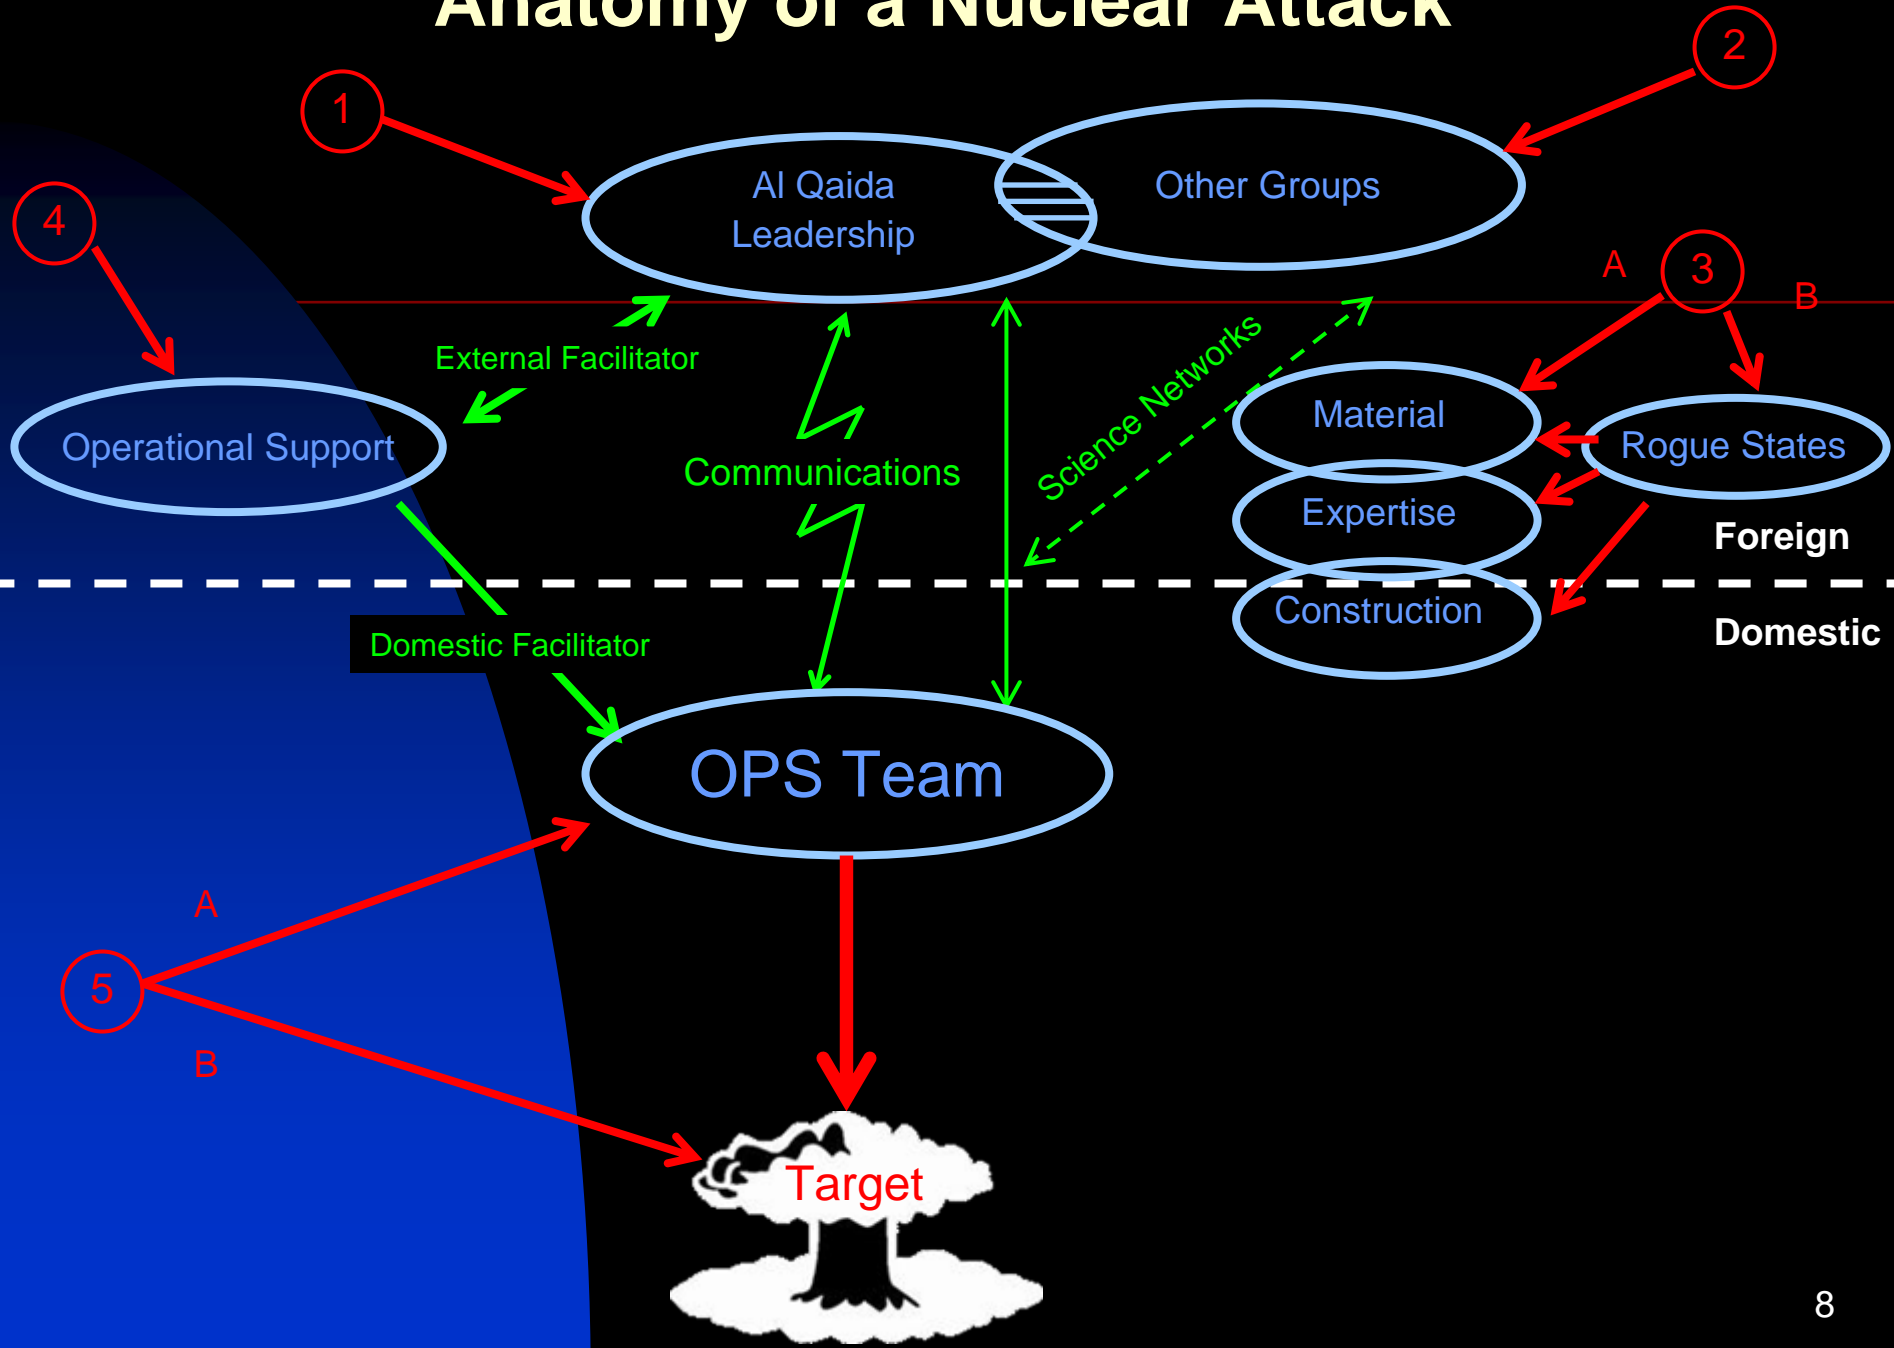 Anatomy of a Nuclear Attack
2
1
Al Qaida
Leadership
Other Groups
4
A
3
B
External Facilitator
Science Networks
Material
Operational Support
Rogue States
Communications
Expertise
Foreign
Construction
Domestic
Domestic Facilitator
OPS Team
A
5
B
Target
8